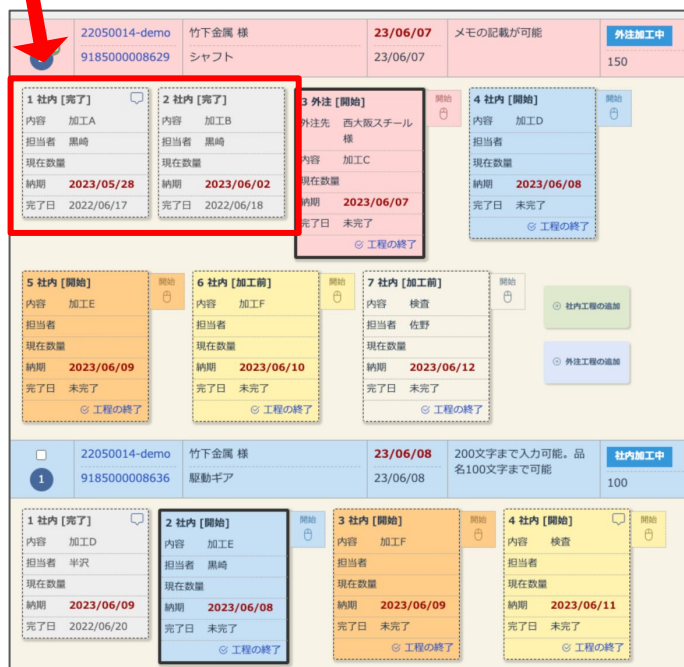 22050014-demo 竹下金属 様 23/06/07 メモの記載が可能 外注加工中
9185000008629 シャフト 23/06/07 150
1 社内 [完了]
内容 加工A
担当者 黒崎
現在数量
納期 2023/05/28
完了日 2022/06/17
2 社内 [完了]
内容 加工B
担当者 黒崎
現在数量
納期 2023/06/02
完了日 2022/06/18
3 外注 [開始]
外注先 西大阪スチール
様
内容 加工C
現在数量
納期 2023/06/07
完了日 未完了
工程の終了
開始
4 社内 [開始]
内容 加工D
担当者
現在数量
納期 2023/06/08
完了日 未完了
工程の終了
開始
5 社内 [開始]
内容 加工E
担当者
現在数量
納期 2023/06/09
完了日 未完了
工程の終了
開始
6 社内 [加工前]
内容 加工F
担当者
現在数量
納期 2023/06/10
完了日 未完了
工程の終了
開始
7 社内 [加工前]
内容 検査
担当者 佐野
現在数量
納期 2023/06/12
完了日 未完了
工程の終了
開始
社内工程の追加
外注工程の追加
22050014-demo 竹下金属 様 23/06/08 200文字まで入力可能。品 社内加工中
名100文字まで可能
1 9185000008636 駆動ギア 23/06/08 100
1 社内 [完了]
内容 加工D
担当者 半沢
現在数量
納期 2023/06/09
完了日 2022/06/20
2 社内 [開始]
内容 加工E
担当者 黒崎
現在数量
納期 2023/06/08
完了日 未完了
工程の終了
開始
3 社内 [開始]
内容 加工F
担当者
現在数量
納期 2023/06/09
完了日 未完了
工程の終了
開始
4 社内 [開始]
内容 検査
担当者
現在数量
納期 2023/06/11
完了日 未完了
工程の終了
開始